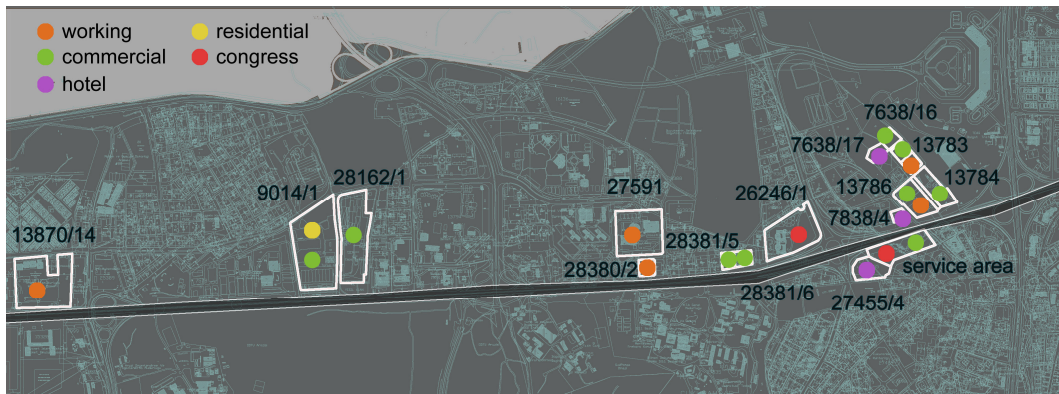 working
residential
commercial
congress
hotel
7638/16
7638/17
13783
28162/1
9014/1
27591
26246/1
13786
13784
7838/4
13870/14
28381/5
28380/2
service area
28381/6
27455/4